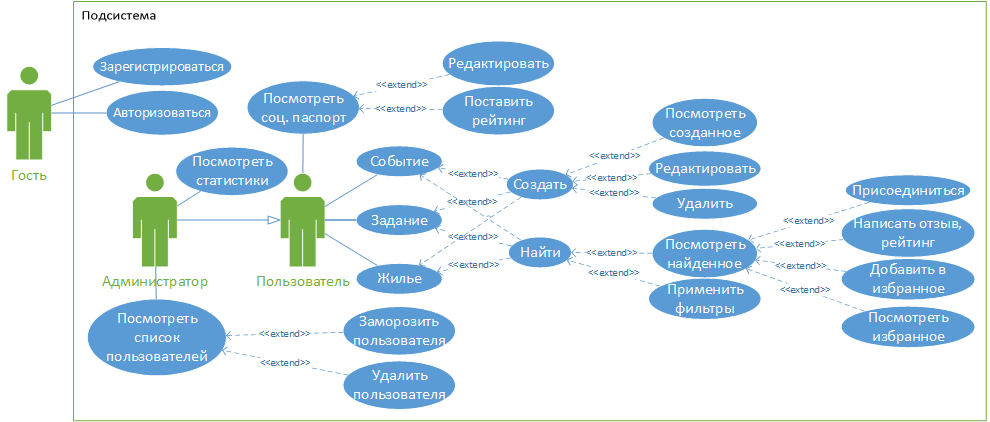 Подсистема
Зарегистрироваться
Авторизоваться
Гость
Посмотреть
соц. паспорт
<<extend>>
Редактировать
<<extend>>
Поставить
рейтинг
Посмотреть
статистики
Администратор
Пользователь
Событие
Задание
Жилье
<<extend>>
<<extend>>
<<extend>>
<<extend>>
Создать
Найти
<<extend>>
<<extend>>
<<extend>>
Посмотреть
созданное
Редактировать
Удалить
<<extend>>
<<extend>>
Посмотреть
найденное
Применить
фильтры
<<extend>>
<<extend>>
<<extend>>
<<extend>>
Присоединиться
Написать отзыв,
рейтинг
Добавить в
избранное
Посмотреть
избранное
Посмотреть
список
пользователей
<<extend>>
<<extend>>
Заморозить
пользователя
Удалить
пользователя